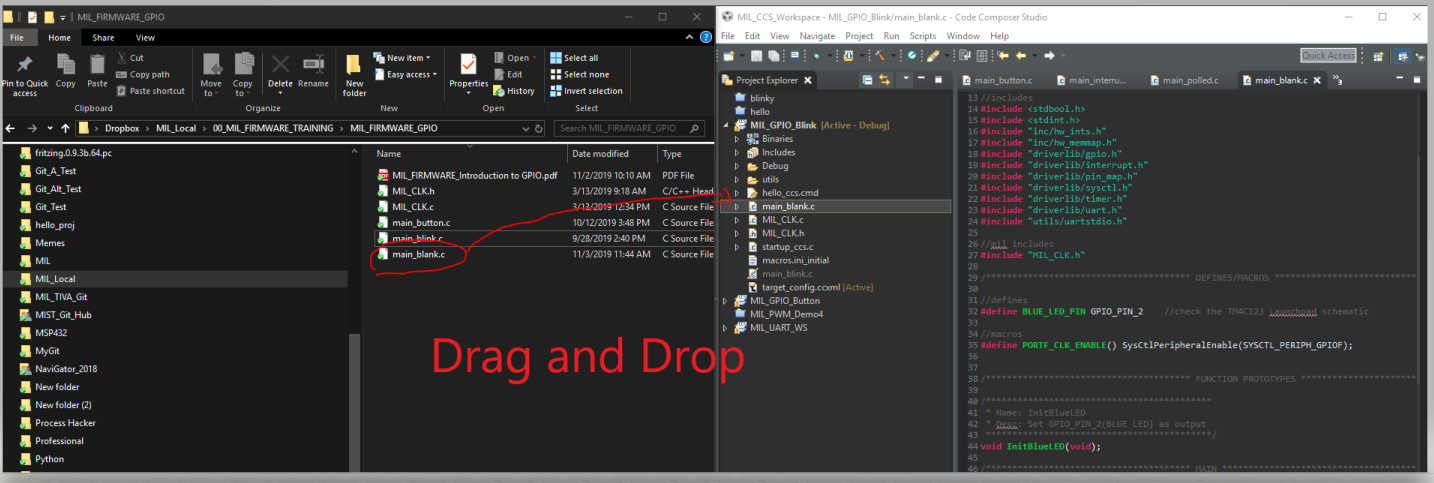 MIL_FIRMWARE_GPIO
File Home Share View
Pin to Quick access
Copy
Paste
Cut
Copy path
Paste shortcut
Clipboard
Move to
Copy to
Delete
Rename
Organize
New folder
New item
Easy access
New
Properties
Open
Edit
History
Open
Select all
Select none
Invert selection
Select
Dropbox MIL_Local 00_MIL_FIRMWARE_TRAINING MIL_FIRMWARE_GPIO
Search MIL_FIRMWARE_GPIO
fritzing.0.9.3b.64.pc
Git_A_Test
Git_Alt_Test
Git_Test
hello_proj
Memes
MIL
MIL_Local
MIL_TIVA_Git
MIST_Git_Hub
MSP432
MyGit
NaviGator_2018
New folder
New folder (2)
Process Hacker
Professional
Python
Name Date modified Type
MIL_FIRMWARE_Introduction to GPIO.pdf 11/2/2019 10:10 AM PDF File
MIL_CLK.h 3/13/2019 9:18 AM C/C++ Head
MIL_CLK.c 3/13/2019 12:34 PM C Source File
main_button.c 10/12/2019 3:48 PM C Source File
main_blink.c 9/28/2019 2:40 PM C Source File
main_blank.c 11/3/2019 11:44 AM C Source File
Drag and Drop
MIL_CCS_Workspace - MIL_GPIO_Blink/main_blank.c - Code Composer Studio
File Edit View Navigate Project Run Scripts Window Help
Quick Access
Project Explorer
blinky
hello
MIL_GPIO_Blink [Active - Debug]
Binaries
Includes
Debug
utils
hello_ccs.cmd
main_blank.c
MIL_CLK.c
MIL_CLK.h
startup_ccs.c
macros.ini_initial
main_blink.c
target_config.ccxml [Active]
MIL_GPIO_Button
MIL_PWM_Demo4
MIL_UART_WS
main_button.c main_interru... main_polled.c main_blank.c »3
13 //includes
14 #include <stdbool.h>
15 #include <stdint.h>
16 #include "inc/hw_ints.h"
17 #include "inc/hw_memmap.h"
18 #include "driverlib/gpio.h"
19 #include "driverlib/interrupt.h"
20 #include "driverlib/pin_map.h"
21 #include "driverlib/sysctl.h"
22 #include "driverlib/timer.h"
23 #include "driverlib/uart.h"
24 #include "utils/uartstdio.h"
25
26 //mil includes
27 #include "MIL_CLK.h"
28
29 /*************************************** DEFINES/MACROS ***************************
30
31 //defines
32 #define BLUE_LED_PIN GPIO_PIN_2 //check the TM4C123 Launchpad schematic
33
34 //macros
35 #define PORTF_CLK_ENABLE() SysCtlPeripheralEnable(SYSCTL_PERIPH_GPIOF);
36
37
38 /*************************************** FUNCTION PROTOTYPES **********************
39
40 /*******************************************
41 * Name: InitBlueLED
42 * Desc: Set GPIO_PIN_2(BLUE LED) as output
43 *******************************************/
44 void InitBlueLED(void);
45
46 /*************************************** MAIN *************************************